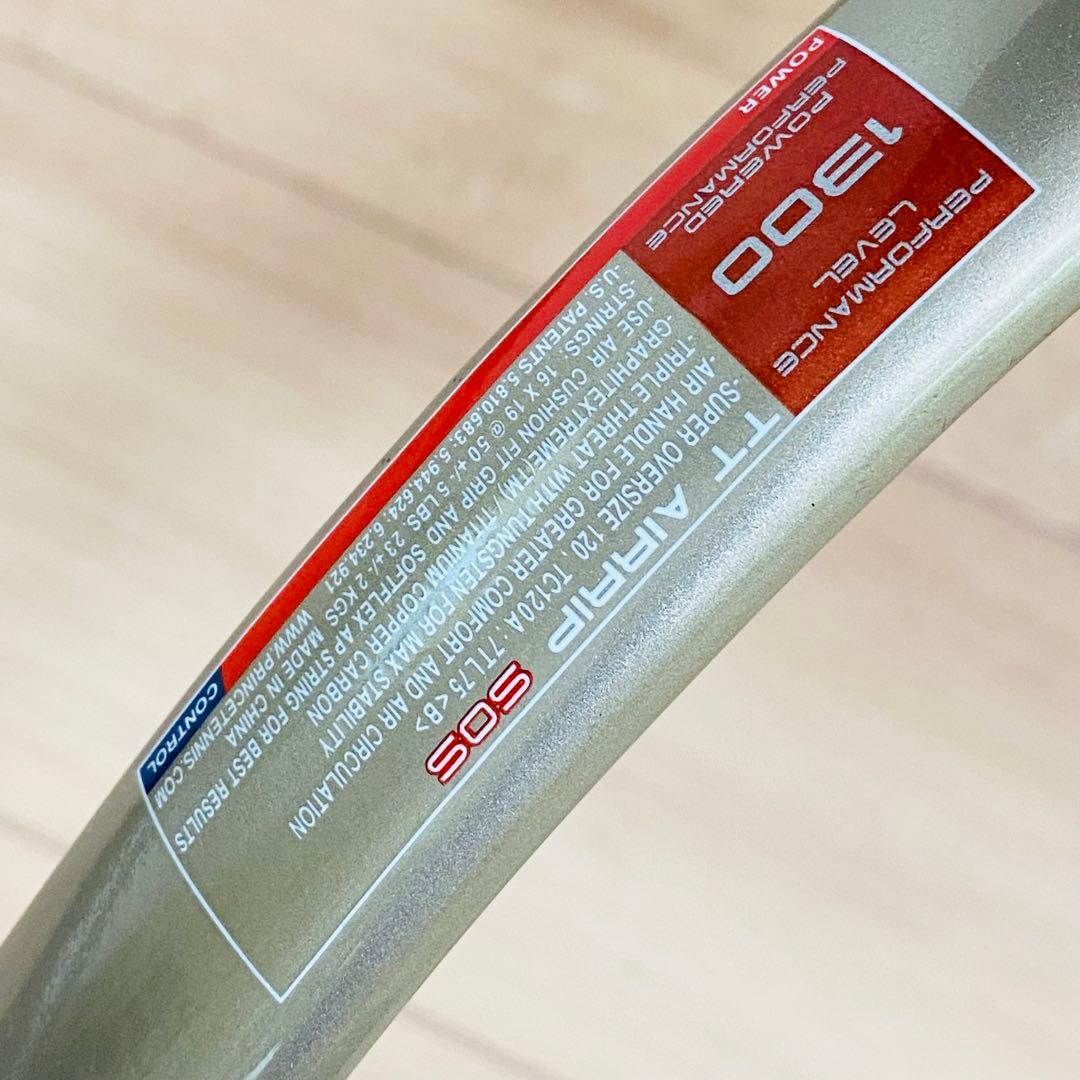 POWER
POWERED
PERFORMANCE
1300
PERFORMANCE
LEVEL
TT AIRRIP SOS
-SUPER OVERSIZE 120, TC120A : 7TL75 <B>
-AIR HANDLE FOR GREATER COMFORT AND AIR CIRCULATION
-TRIPLE THREAT WITH TUNGSTEN FOR MAX STABILITY
-GRAPHITEXTREME(TM)/TITANIUM/COPPER CARBON
-USE AIR CUSHION FIT GRIP AND SOFTFLEX AP STRING FOR BEST RESULTS
-STRINGS: 16 X 19 @ 50 +/- 5 LBS 23 +/- 2 KGS MADE IN CHINA
-U.S. PATENTS 5,810,683; 5,944,624; 6,234,921 WWW.PRINCETENNIS.COM
CONTROL